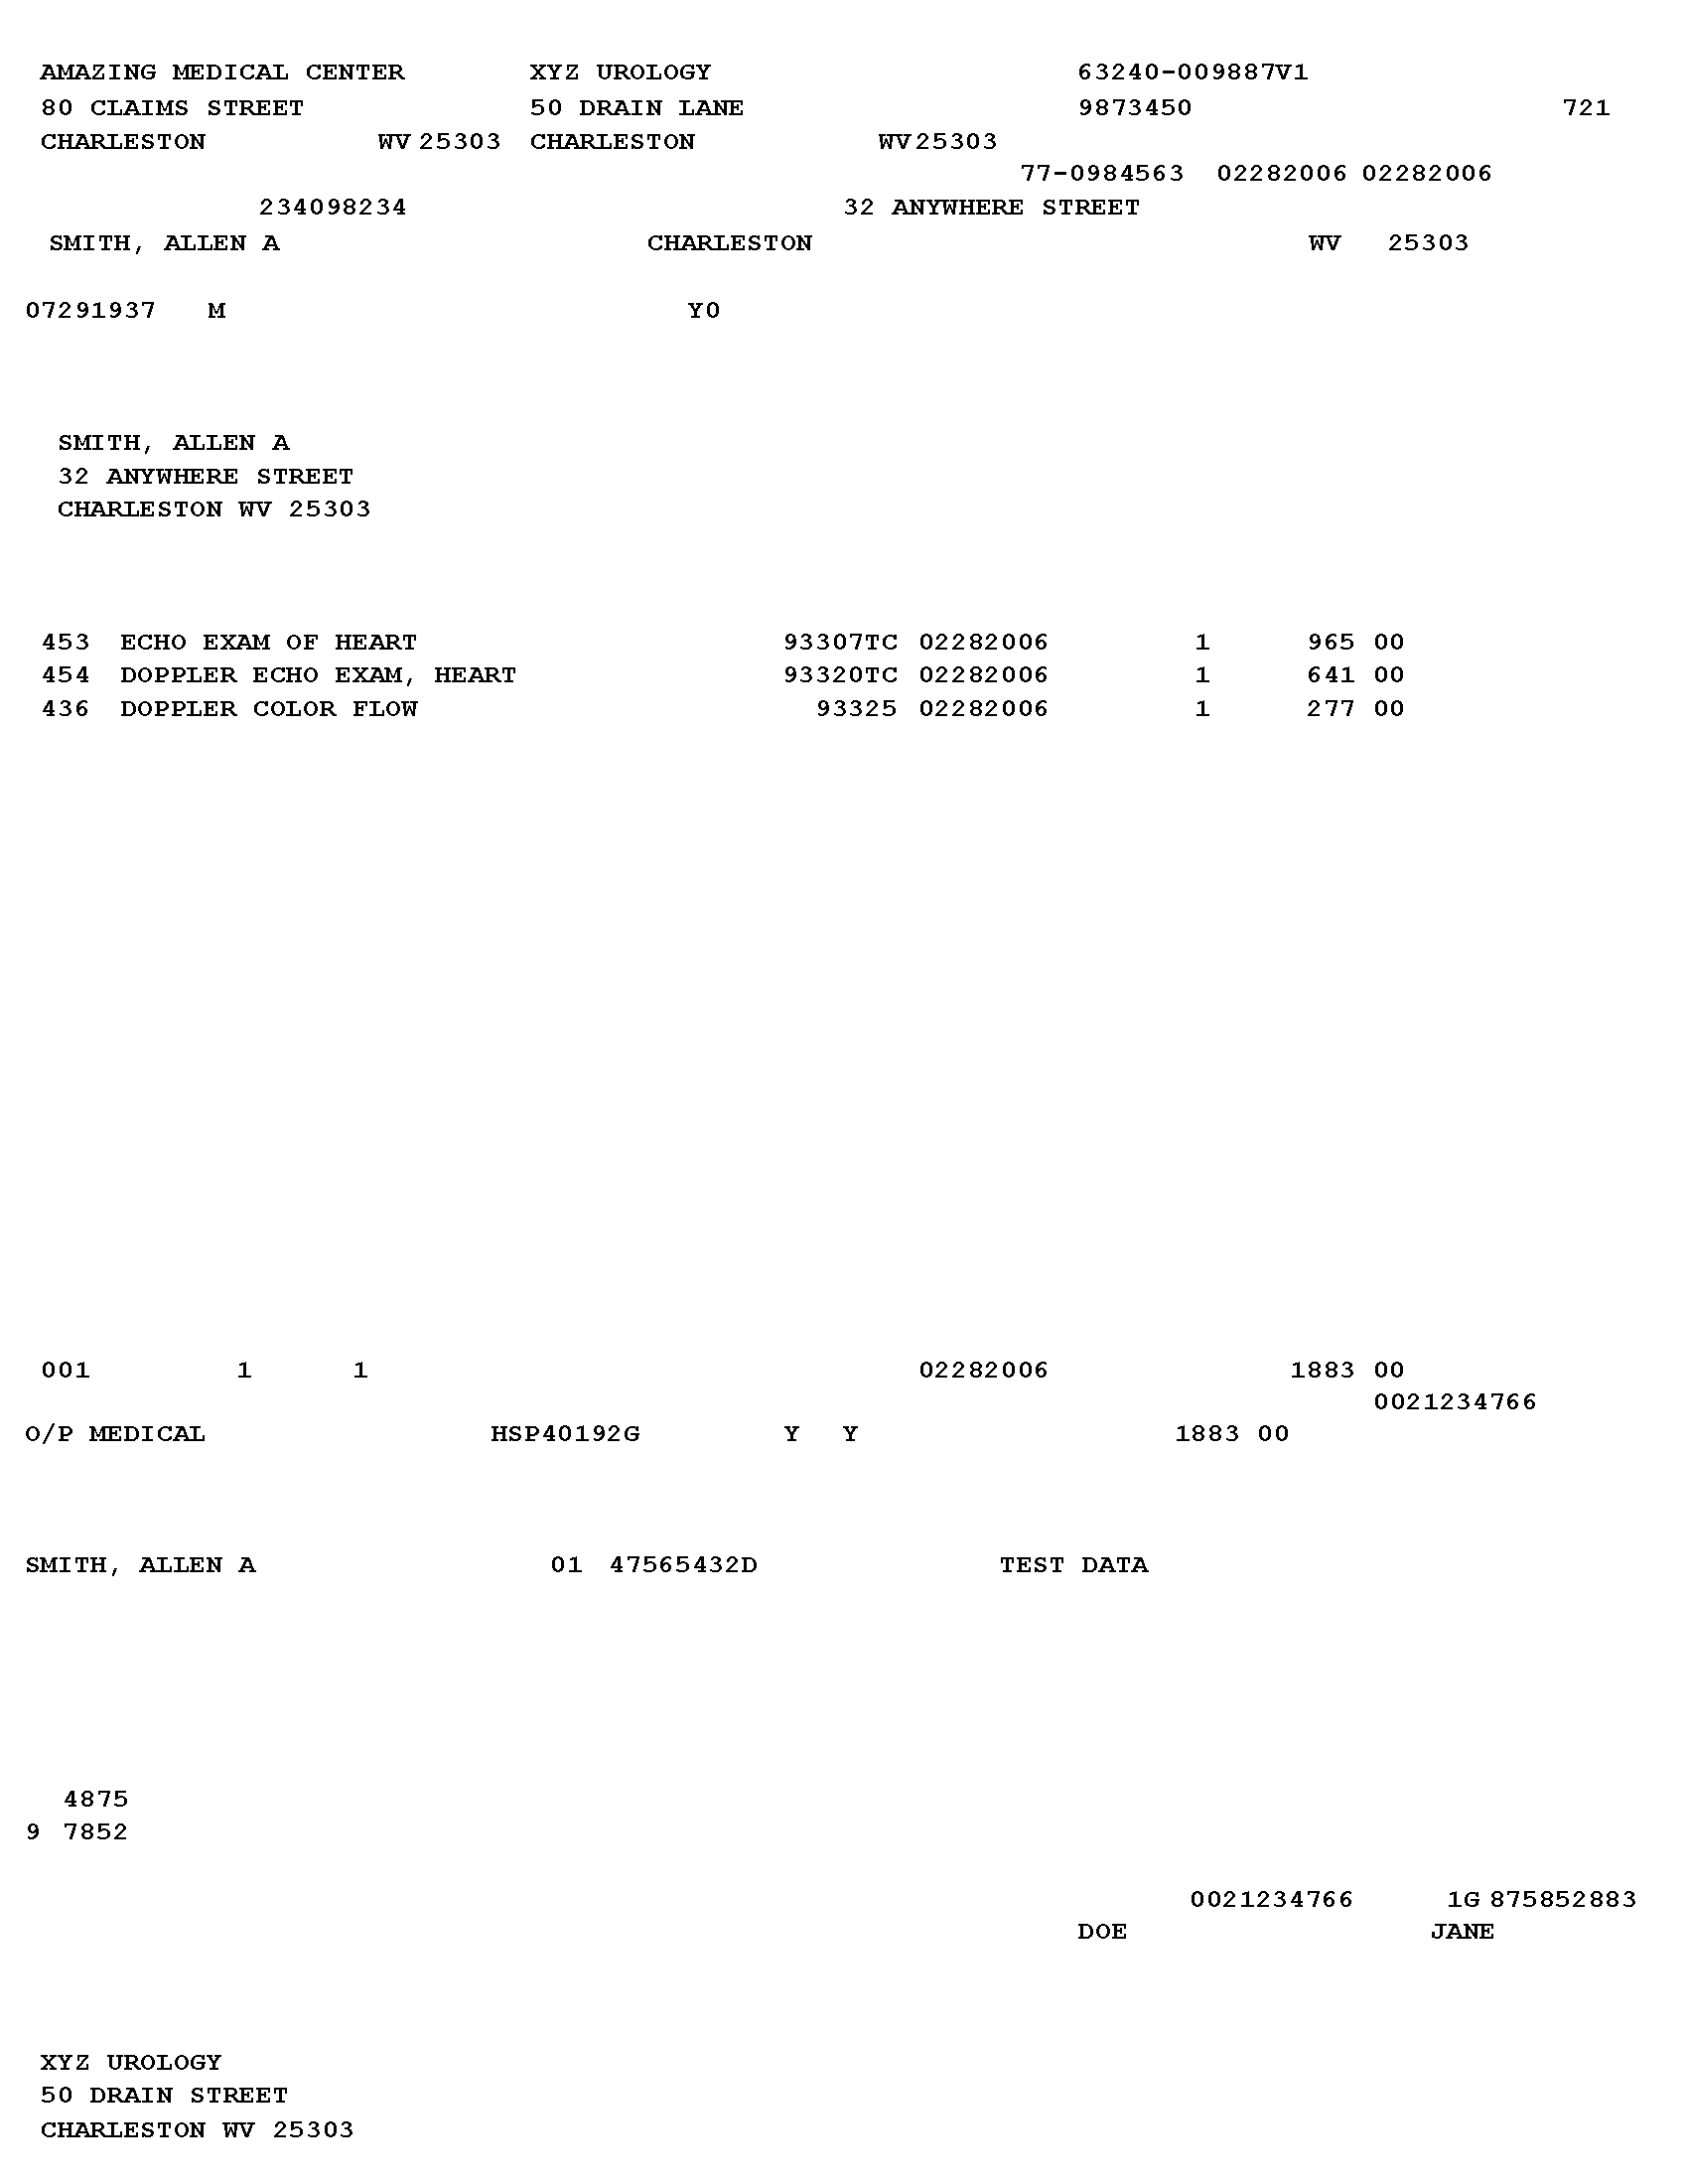 AMAZING MEDICAL CENTER XYZ UROLOGY 63240-009887V1
80 CLAIMS STREET 50 DRAIN LANE 9873450 721
CHARLESTON WV 25303 CHARLESTON WV 25303
77-0984563 02282006 02282006
234098234 32 ANYWHERE STREET
SMITH, ALLEN A CHARLESTON WV 25303
07291937 M Y0
SMITH, ALLEN A
32 ANYWHERE STREET
CHARLESTON WV 25303
453 ECHO EXAM OF HEART 93307TC 02282006 1 965 00
454 DOPPLER ECHO EXAM, HEART 93320TC 02282006 1 641 00
436 DOPPLER COLOR FLOW 93325 02282006 1 277 00
001 1 1 02282006 1883 00
0021234766
O/P MEDICAL HSP40192G Y Y 1883 00
SMITH, ALLEN A 01 47565432D TEST DATA
4875
9 7852
0021234766 1G 875852883
DOE JANE
XYZ UROLOGY
50 DRAIN STREET
CHARLESTON WV 25303